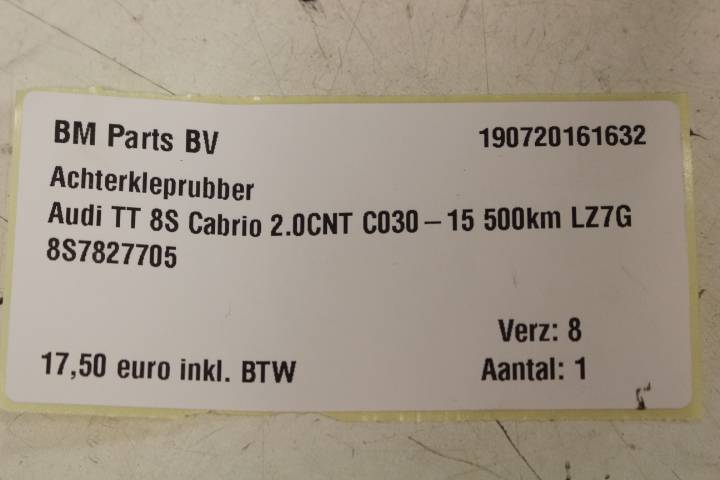 BM Parts BV
190720161632
Achterkleprubber
Audi TT 8S Cabrio 2.0CNT C030 – 15 500km LZ7G
8S7827705
Verz: 8
17,50 euro inkl. BTW
Aantal: 1